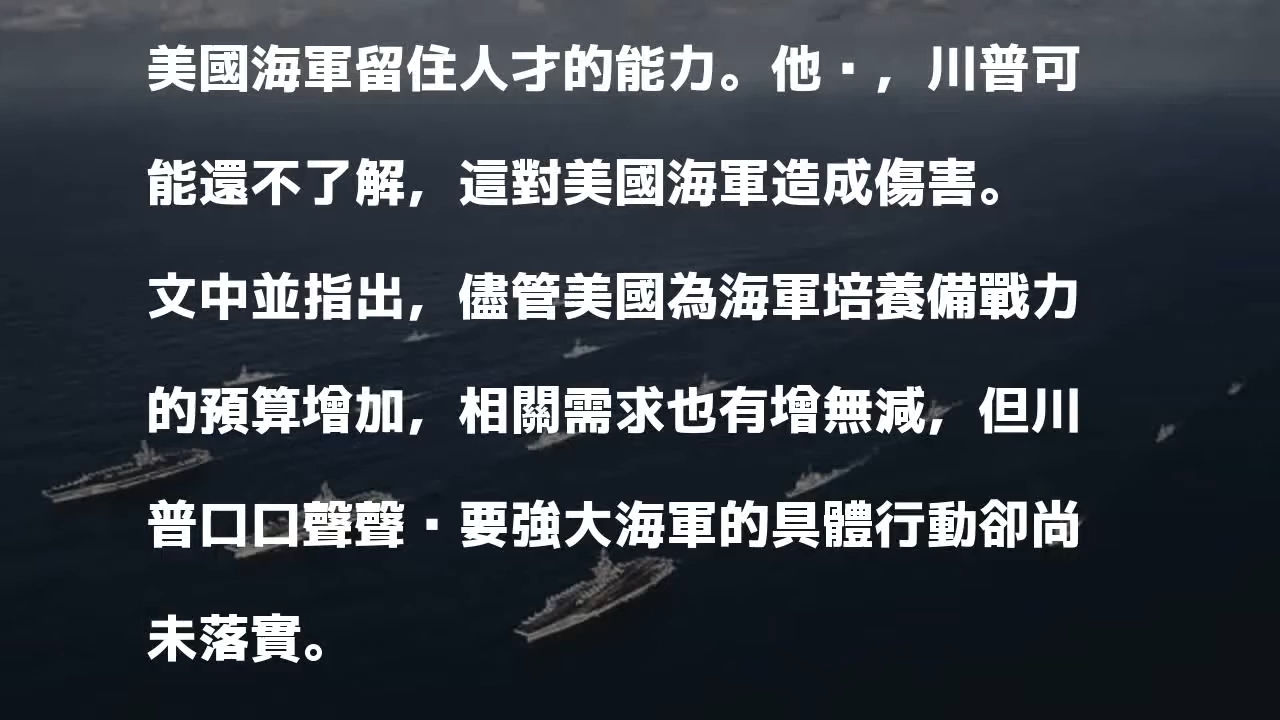 美國海軍留住人才的能力。他▪，川普可
能還不了解，這對美國海軍造成傷害。
文中並指出，儘管美國為海軍培養備戰力
的預算增加，相關需求也有增無減，但川
普口口聲聲▪要強大海軍的具體行動卻尚
未落實。